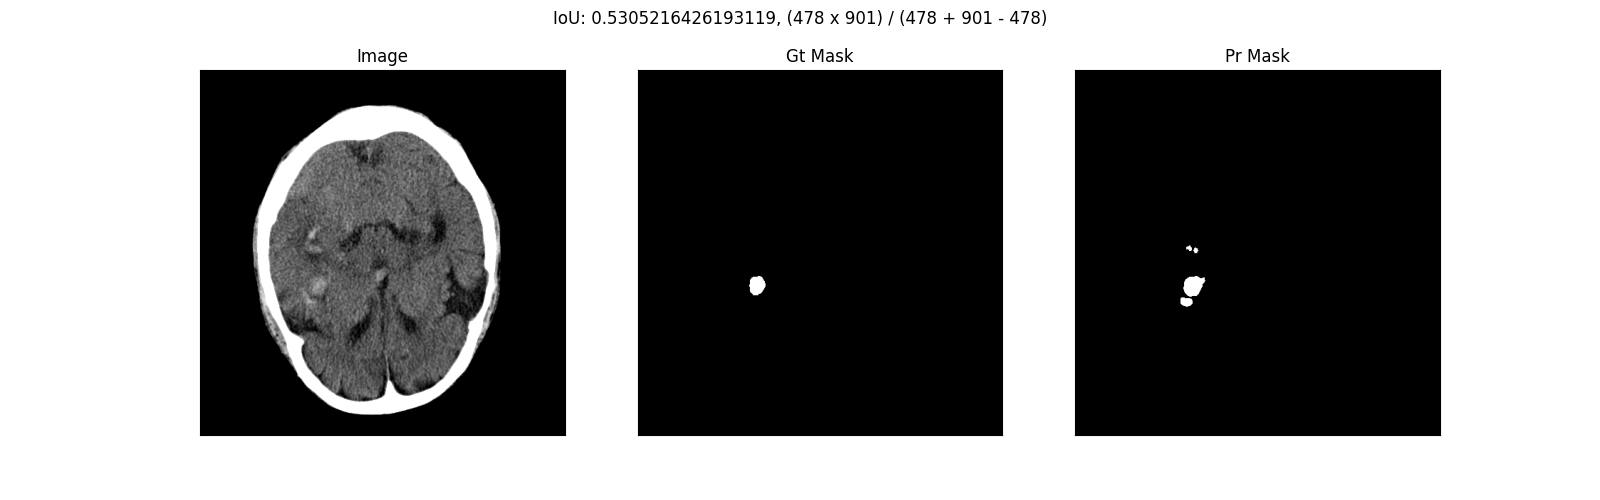 IoU: 0.5305216426193119, (478 x 901) / (478 + 901 - 478)
Image
Gt Mask
Pr Mask